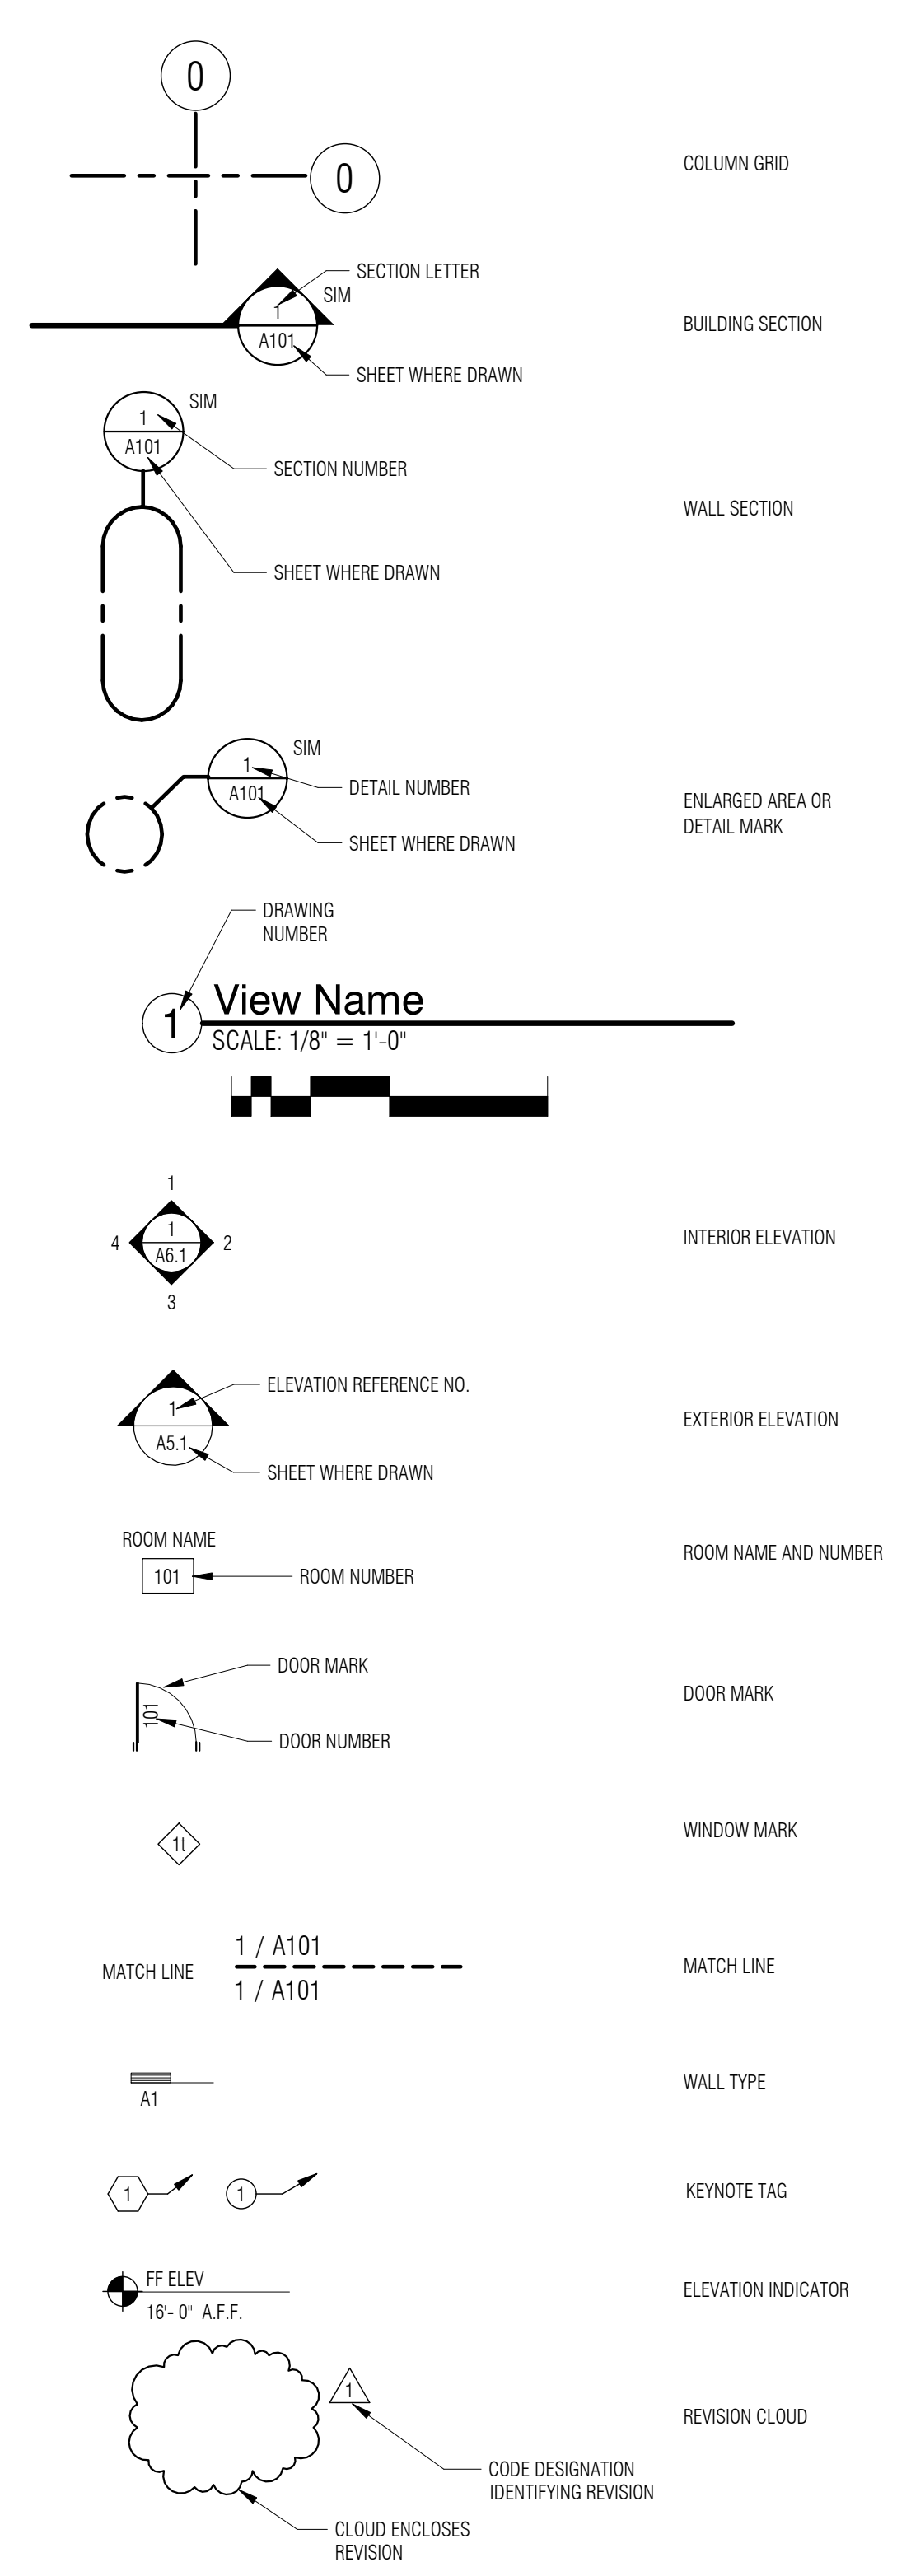 0
0
COLUMN GRID
SECTION LETTER
SIM
1
A101
BUILDING SECTION
SHEET WHERE DRAWN
SIM
1
A101
SECTION NUMBER
WALL SECTION
SHEET WHERE DRAWN
SIM
1
A101
DETAIL NUMBER
SHEET WHERE DRAWN
ENLARGED AREA OR
DETAIL MARK
DRAWING
NUMBER
1
View Name
SCALE: 1/8" = 1'-0"
1
4
1
A6.1
2
3
INTERIOR ELEVATION
ELEVATION REFERENCE NO.
1
A5.1
EXTERIOR ELEVATION
SHEET WHERE DRAWN
ROOM NAME
101
ROOM NUMBER
ROOM NAME AND NUMBER
DOOR MARK
101
DOOR NUMBER
DOOR MARK
1t
WINDOW MARK
MATCH LINE
1 / A101
1 / A101
MATCH LINE
A1
WALL TYPE
1
1
KEYNOTE TAG
FF ELEV
16'- 0" A.F.F.
ELEVATION INDICATOR
1
REVISION CLOUD
CODE DESIGNATION
IDENTIFYING REVISION
CLOUD ENCLOSES
REVISION